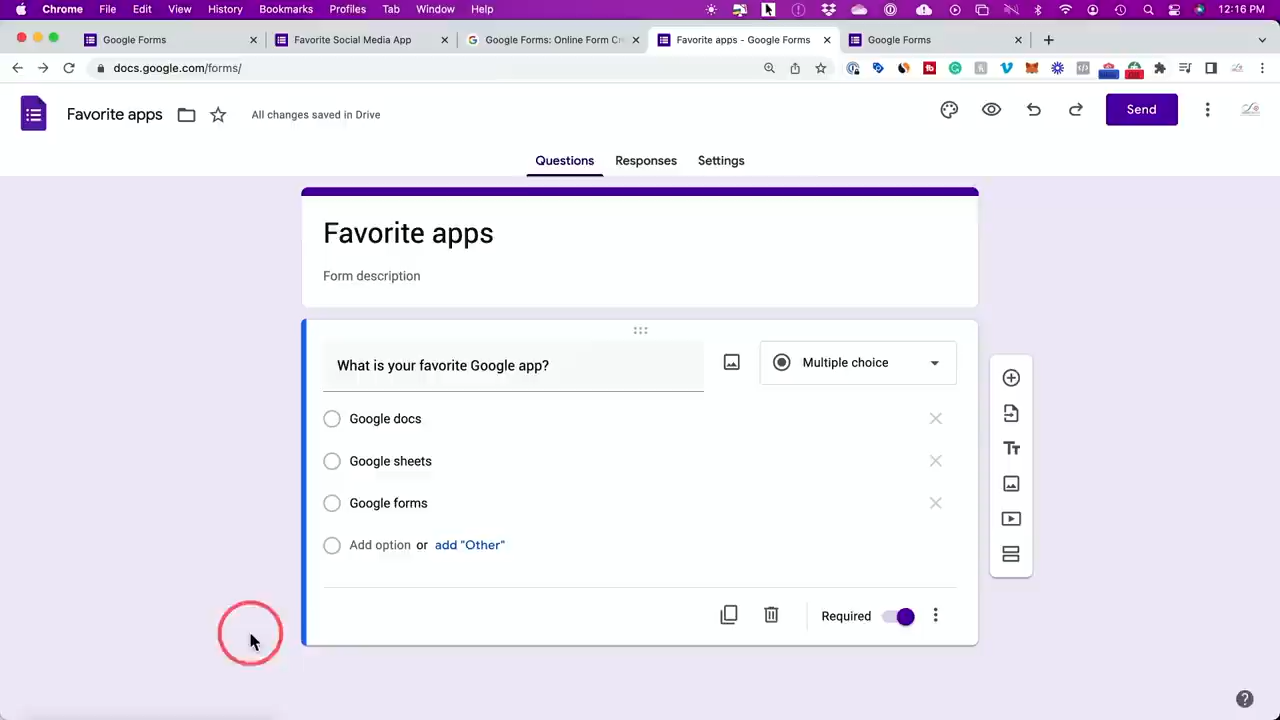 Chrome File Edit View History Bookmarks Profiles Tab Window Help 12:16 PM
Google Forms Favorite Social Media App Google Forms: Online Form Cre Favorite apps - Google Forms Google Forms
docs.google.com/forms/
Favorite apps All changes saved in Drive Send
Questions Responses Settings
Favorite apps
Form description
What is your favorite Google app? Multiple choice
Google docs
Google sheets
Google forms
Add option or add "Other"
Required